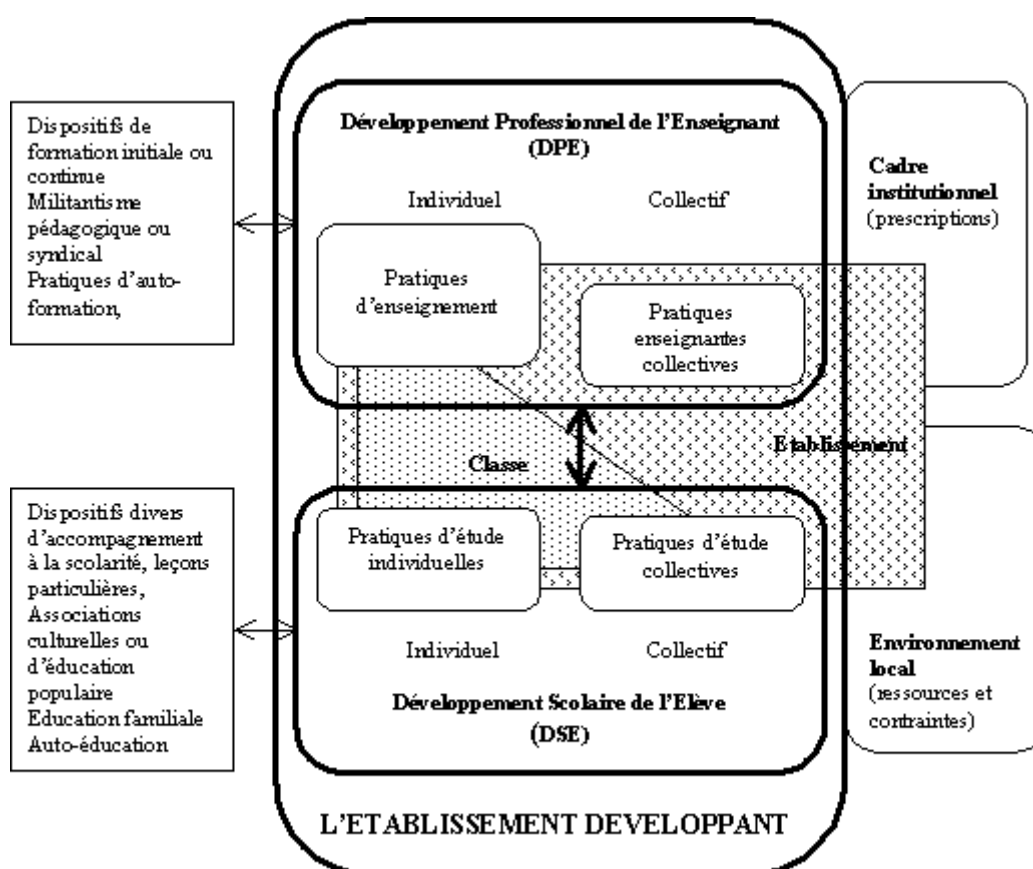 Dispositifs de
formation initiale ou
continue
Militantisme
pédagogique ou
syndical
Pratiques d'auto-
formation,
Développement Professionnel de l'Enseignant
(DPE)
Individuel
Collectif
Pratiques
d'enseignement
Pratiques
enseignantes
collectives
Cadre
institutionnel
(prescriptions)
Classe
Etablissement
Dispositifs divers
d'accompagnement
à la scolarité, leçons
particulières,
Associations
culturelles ou
d'éducation
populaire
Education familiale
Auto-éducation
Pratiques d'étude
individuelles
Pratiques d'étude
collectives
Individuel
Collectif
Développement Scolaire de l'Elève
(DSE)
Environnement
local
(ressources et
contraintes)
L'ETABLISSEMENT DEVELOPPANT